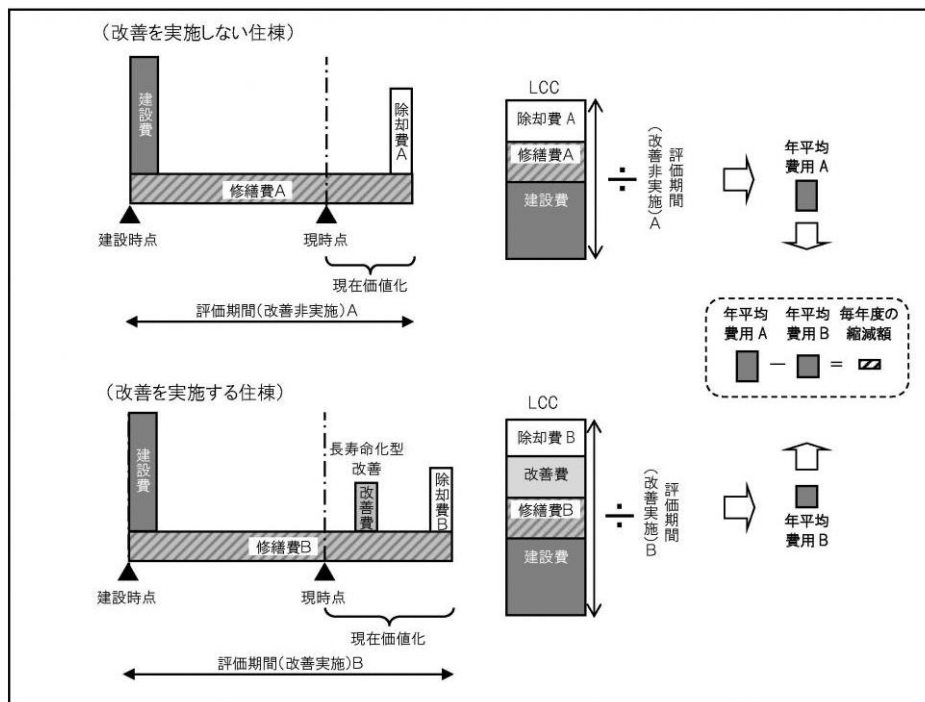 (改善を実施しない住棟)
建設費
除却費A
修繕費A
建設時点
現時点
現在価値化
評価期間(改善非実施)A
LCC
除却費A
修繕費A
建設費
÷
評価期間
(改善非実施)A
年平均
費用A
年平均
費用A
年平均
費用B
毎年度の
縮減額
－
＝
(改善を実施する住棟)
建設費
長寿命化型
改善
改善費
除却費B
修繕費B
建設時点
現時点
現在価値化
評価期間(改善実施)B
LCC
除却費B
改善費
修繕費B
建設費
÷
評価期間
(改善実施)B
年平均
費用B